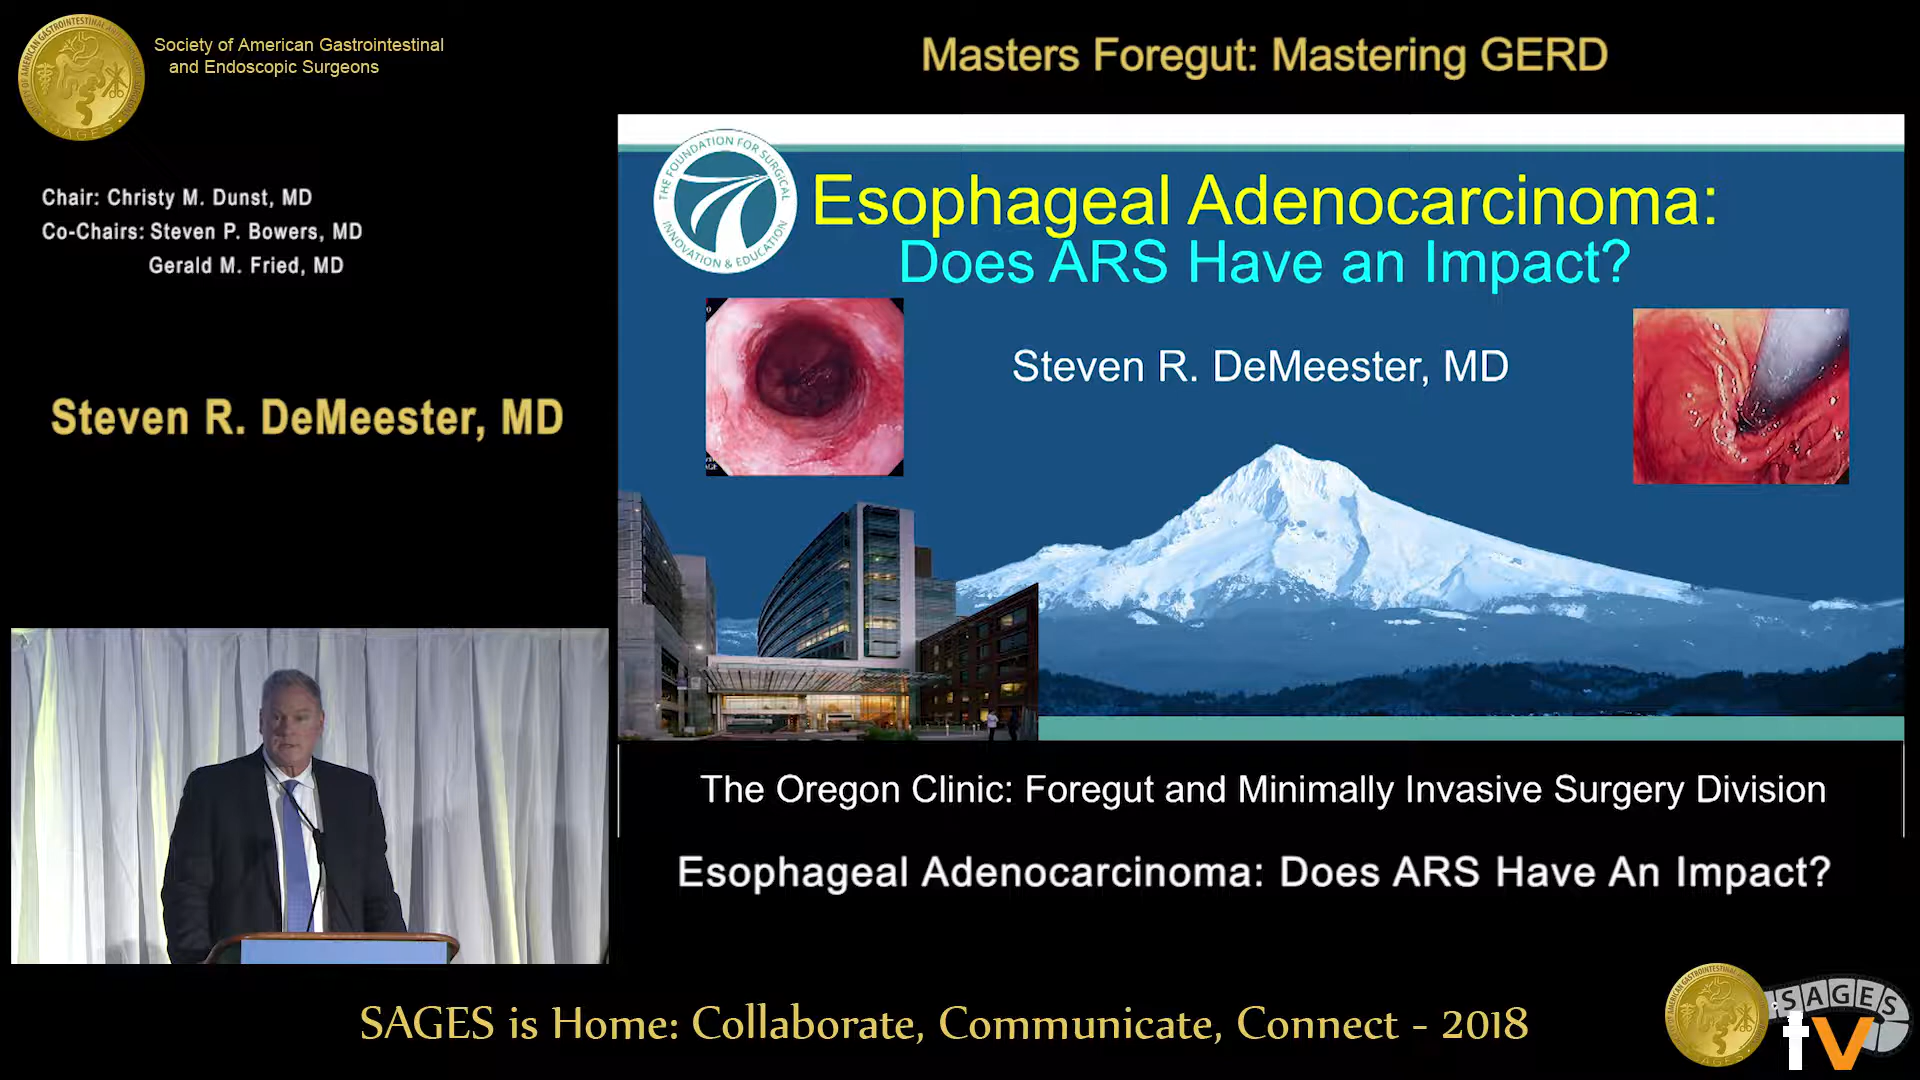 Society of American Gastrointestinal
and Endoscopic Surgeons
SAGES
Masters Foregut: Mastering GERD
Chair: Christy M. Dunst, MD
Co-Chairs: Steven P. Bowers, MD
Gerald M. Fried, MD
Steven R. DeMeester, MD
THE FOUNDATION FOR SURGICAL
INNOVATION & EDUCATION
Esophageal Adenocarcinoma:
Does ARS Have an Impact?
Steven R. DeMeester, MD
The Oregon Clinic: Foregut and Minimally Invasive Surgery Division
Esophageal Adenocarcinoma: Does ARS Have An Impact?
SAGES is Home: Collaborate, Communicate, Connect - 2018
SAGES
tv